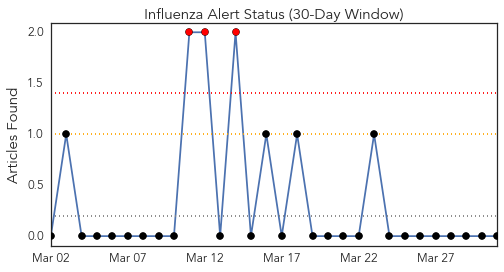 Influenza Alert Status (30-Day Window)
Articles Found
2.0
1.5
1.0
0.5
0.0
Mar 02 Mar 07 Mar 12 Mar 17 Mar 22 Mar 27